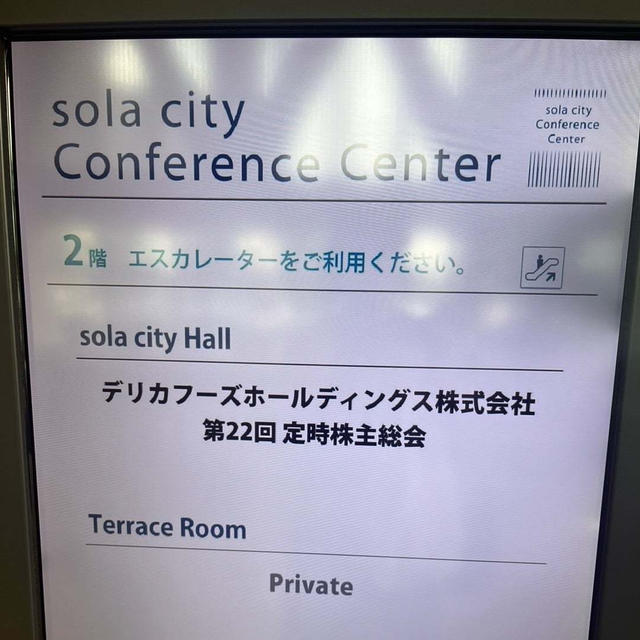 sola city
Conference Center
sola city
Conference
Center
2階 エスカレーターをご利用ください。
sola city Hall
デリカフーズホールディングス株式会社
第22回 定時株主総会
Terrace Room
Private